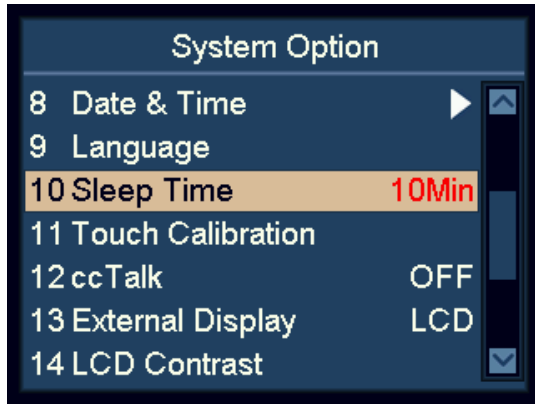 System Option
8 Date & Time
9 Language
10 Sleep Time 10Min
11 Touch Calibration
12 ccTalk OFF
13 External Display LCD
14 LCD Contrast